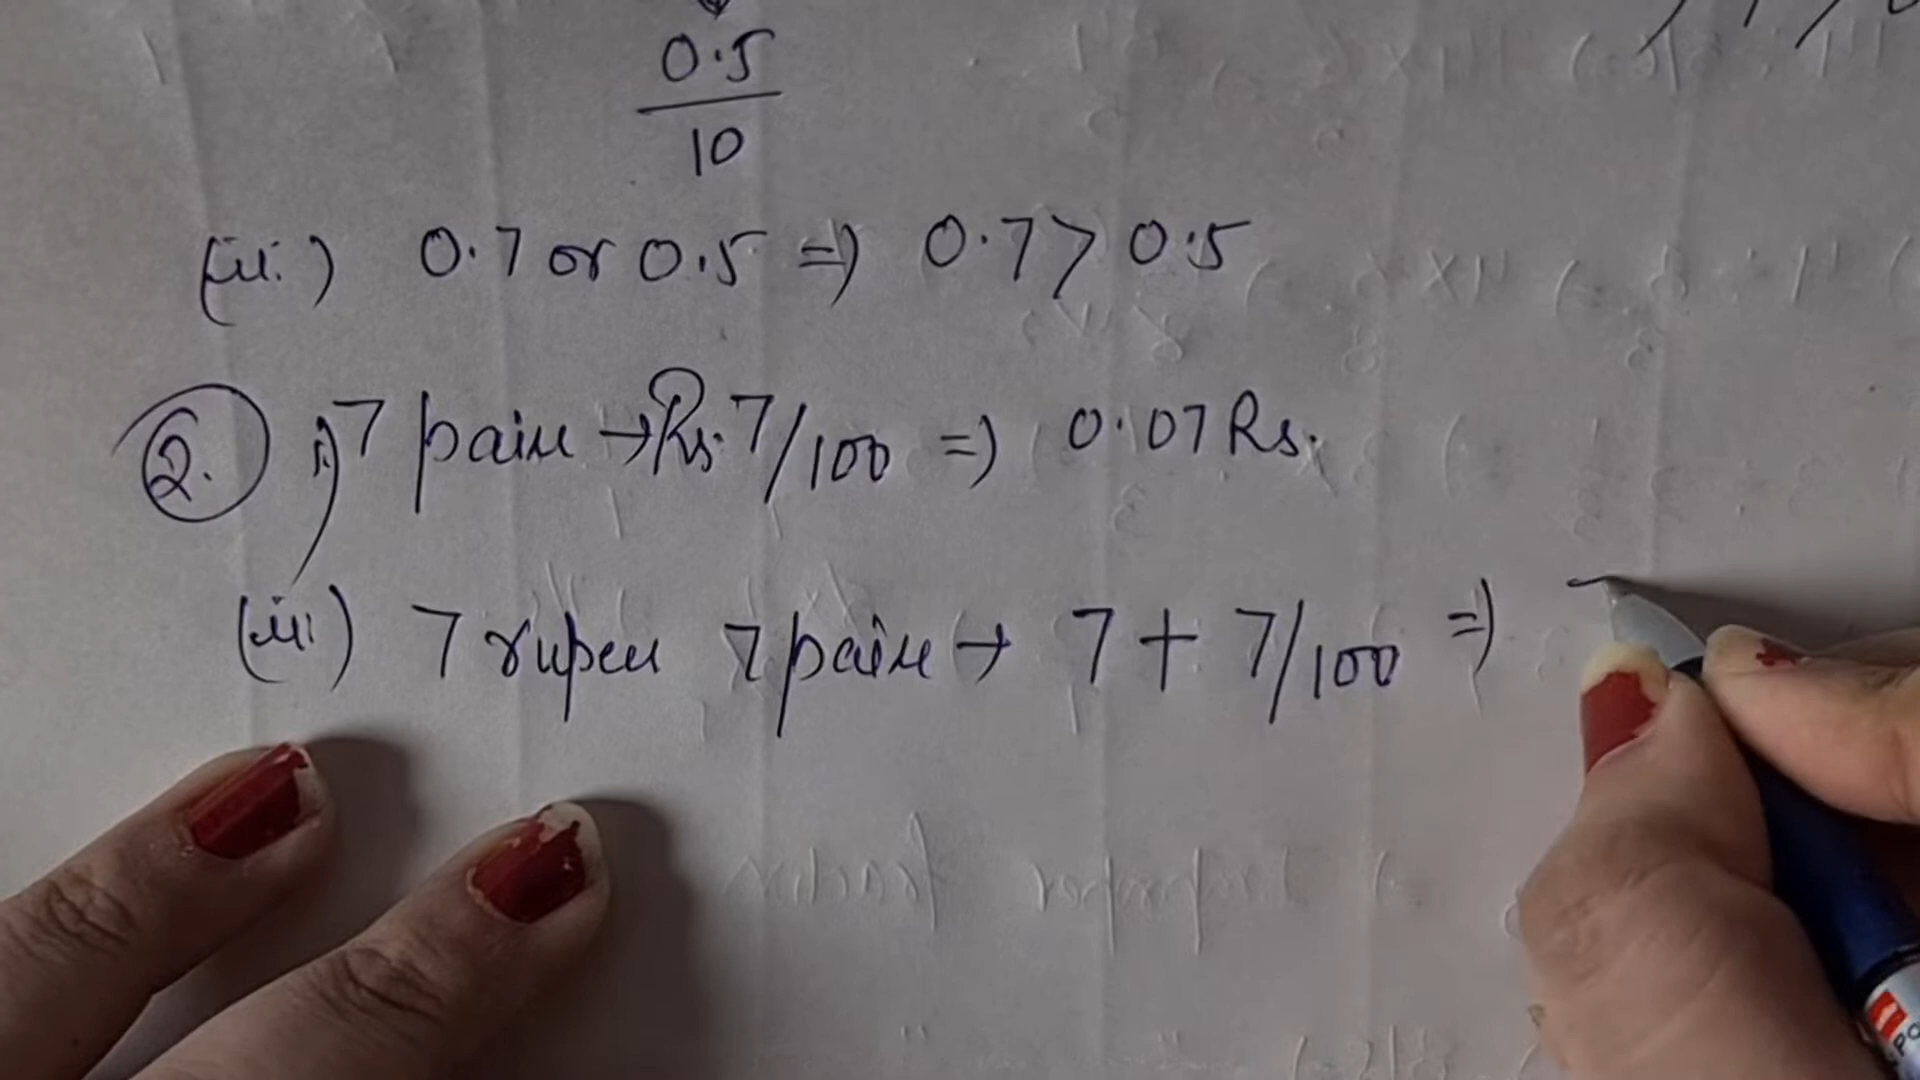 0.5
10
(iii) 0.7 or 0.5 => 0.7 > 0.5
2. i) 7 paise → Rs. 7/100 => 0.07 Rs.
(iii) 7 rupees 7 paise → 7 + 7/100 =>